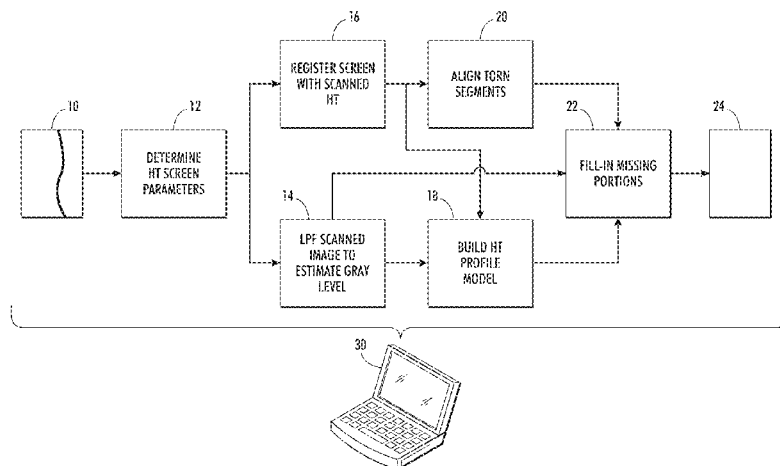 16
20
REGISTER SCREEN
WITH SCANNED
HT
ALIGN TORN
SEGMENTS
10
12
22
24
DETERMINE
HT SCREEN
PARAMETERS
FILL-IN MISSING
PORTIONS
14
18
LPF SCANNED
IMAGE TO
ESTIMATE GRAY
LEVEL
BUILD HT
PROFILE
MODEL
30